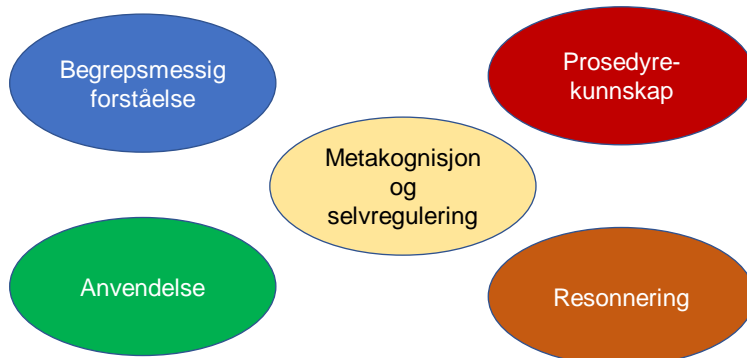 Begrepsmessig
forståelse
Prosedyre-
kunnskap
Metakognisjon
og
selvregulering
Anvendelse
Resonnering